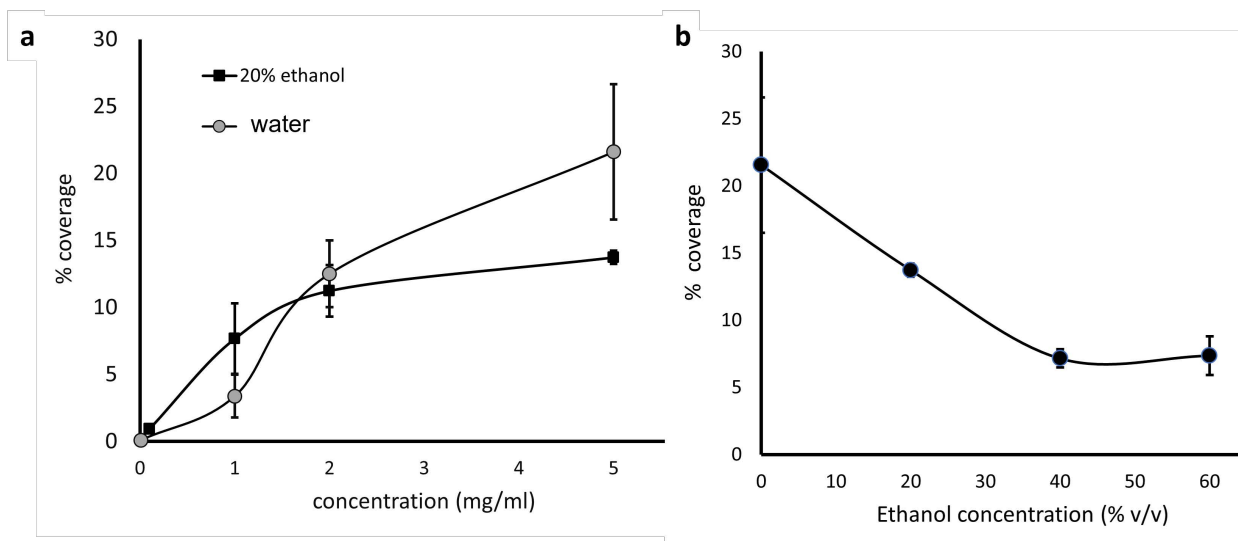 a
30
25
20
15
10
5
0
% coverage
20% ethanol
water
0 1 2 3 4 5
concentration (mg/ml)
b
30
25
20
15
10
5
0
% coverage
0 10 20 30 40 50 60
Ethanol concentration (% v/v)